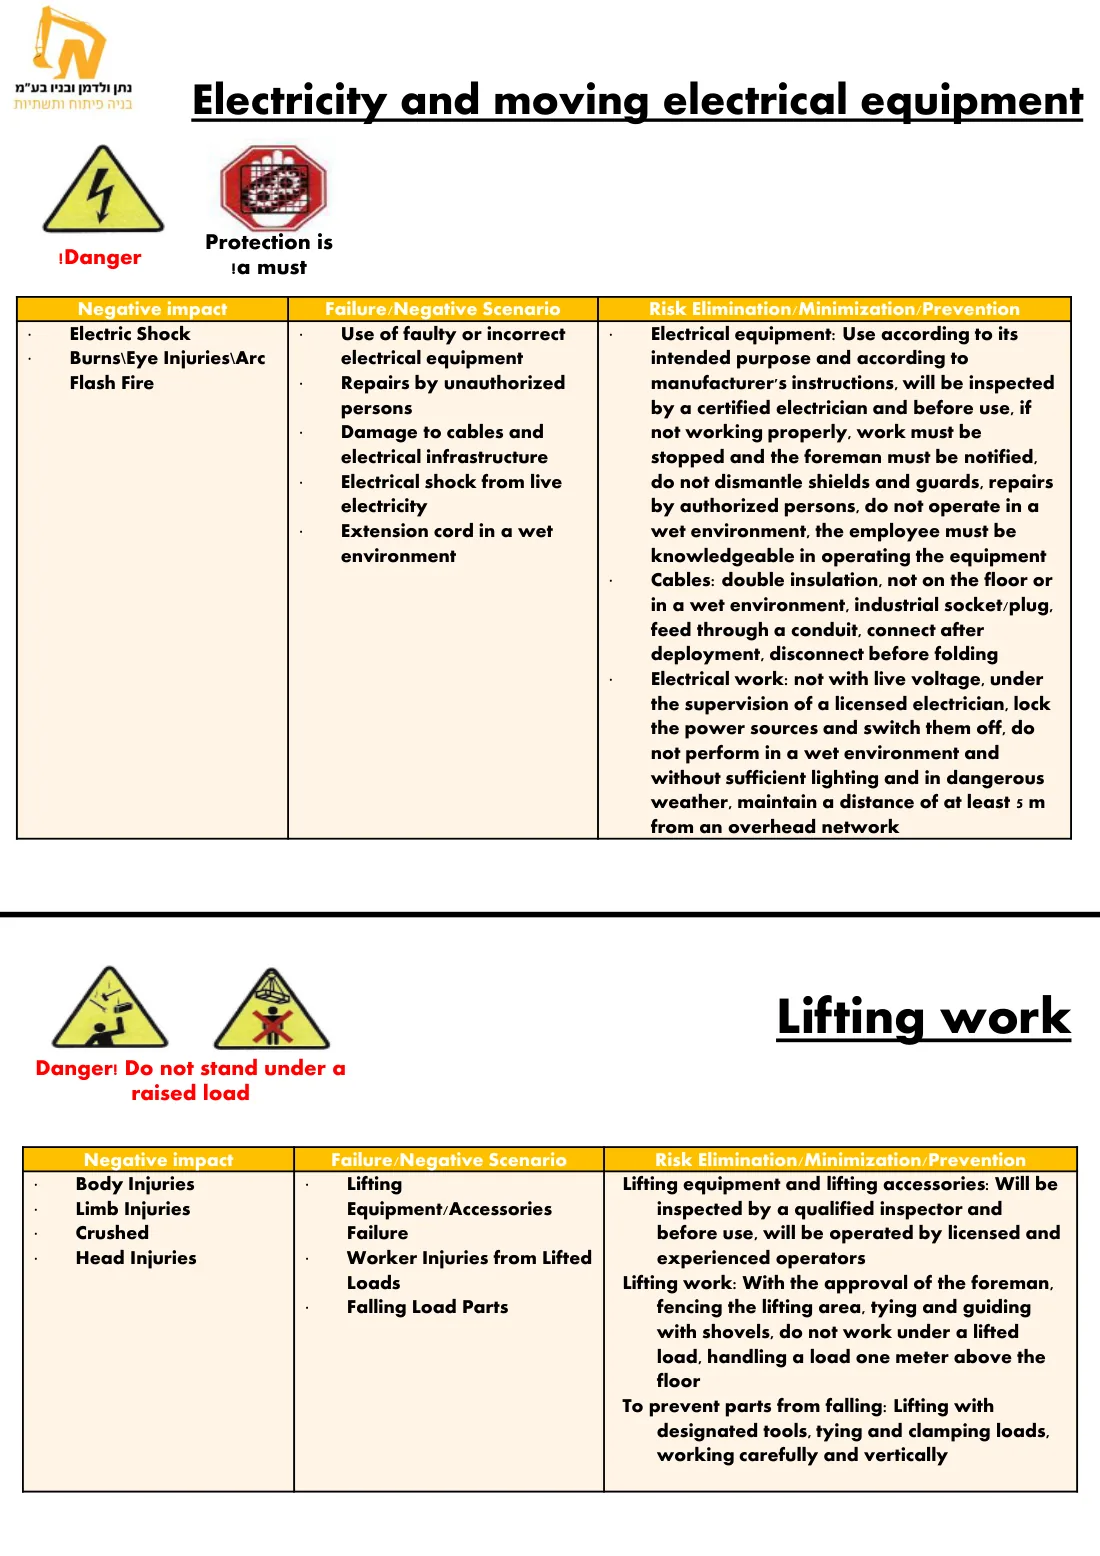 נתן ולדמן ובניו בע"מ
בניה פיתוח ותשתיות
Electricity and moving electrical equipment
!Danger
Protection is
!a must
Negative impact
Failure/Negative Scenario
Risk Elimination/Minimization/Prevention
· Electric Shock
· Burns\Eye Injuries\Arc
Flash Fire
· Use of faulty or incorrect
electrical equipment
· Repairs by unauthorized
persons
· Damage to cables and
electrical infrastructure
· Electrical shock from live
electricity
· Extension cord in a wet
environment
· Electrical equipment: Use according to its
intended purpose and according to
manufacturer's instructions, will be inspected
by a certified electrician and before use, if
not working properly, work must be
stopped and the foreman must be notified,
do not dismantle shields and guards, repairs
by authorized persons, do not operate in a
wet environment, the employee must be
knowledgeable in operating the equipment
· Cables: double insulation, not on the floor or
in a wet environment, industrial socket/plug,
feed through a conduit, connect after
deployment, disconnect before folding
· Electrical work: not with live voltage, under
the supervision of a licensed electrician, lock
the power sources and switch them off, do
not perform in a wet environment and
without sufficient lighting and in dangerous
weather, maintain a distance of at least 5 m
from an overhead network
Lifting work
Danger! Do not stand under a
raised load
Negative impact
Failure/Negative Scenario
Risk Elimination/Minimization/Prevention
· Body Injuries
· Limb Injuries
· Crushed
· Head Injuries
· Lifting
Equipment/Accessories
Failure
· Worker Injuries from Lifted
Loads
· Falling Load Parts
Lifting equipment and lifting accessories: Will be
inspected by a qualified inspector and
before use, will be operated by licensed and
experienced operators
Lifting work: With the approval of the foreman,
fencing the lifting area, tying and guiding
with shovels, do not work under a lifted
load, handling a load one meter above the
floor
To prevent parts from falling: Lifting with
designated tools, tying and clamping loads,
working carefully and vertically